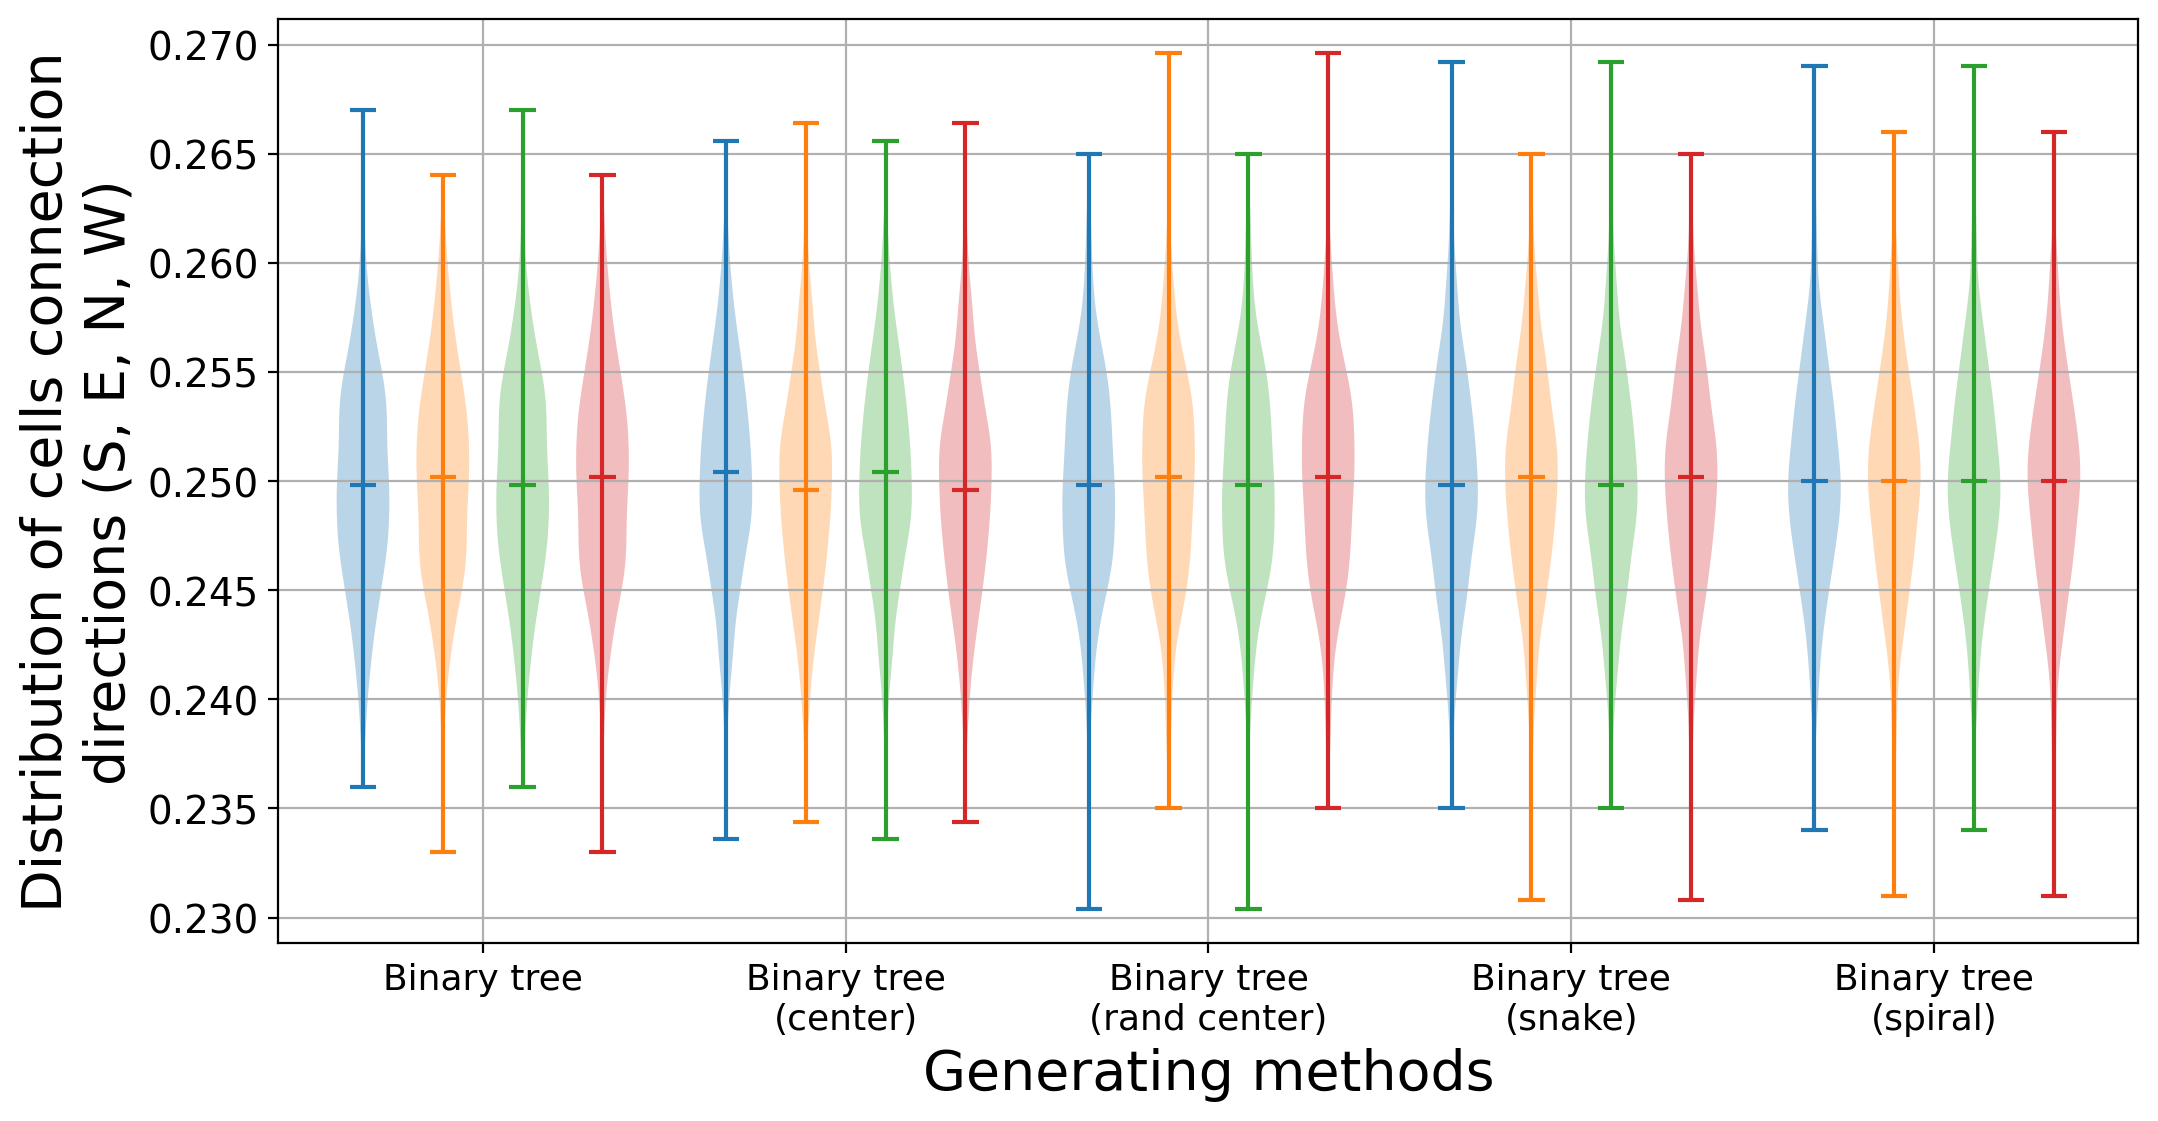 Distribution of cells connection
directions (S, E, N, W)
0.270
0.265
0.260
0.255
0.250
0.245
0.240
0.235
0.230
Binary tree
Binary tree
(center)
Binary tree
(rand center)
Binary tree
(snake)
Binary tree
(spiral)
Generating methods